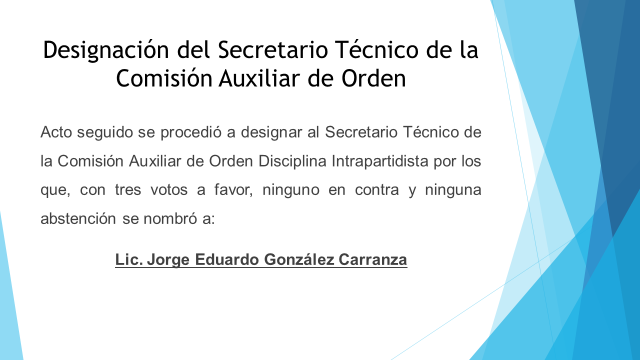 Designación del Secretario Técnico de la
Comisión Auxiliar de Orden
Acto seguido se procedió a designar al Secretario Técnico de
la Comisión Auxiliar de Orden Disciplina Intrapartidista por los
que, con tres votos a favor, ninguno en contra y ninguna
abstención se nombró a:
Lic. Jorge Eduardo González Carranza